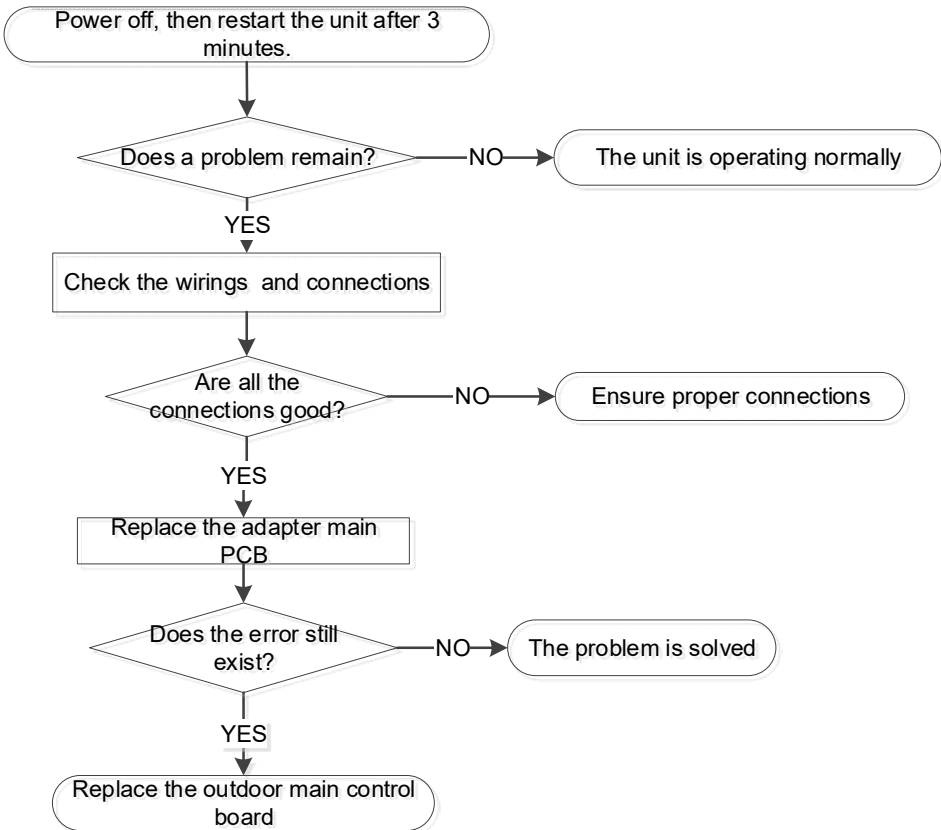 Power off, then restart the unit after 3
minutes.
Does a problem remain?
NO
The unit is operating normally
YES
Check the wirings and connections
Are all the
connections good?
NO
Ensure proper connections
YES
Replace the adapter main
PCB
Does the error still
exist?
NO
The problem is solved
YES
Replace the outdoor main control
board